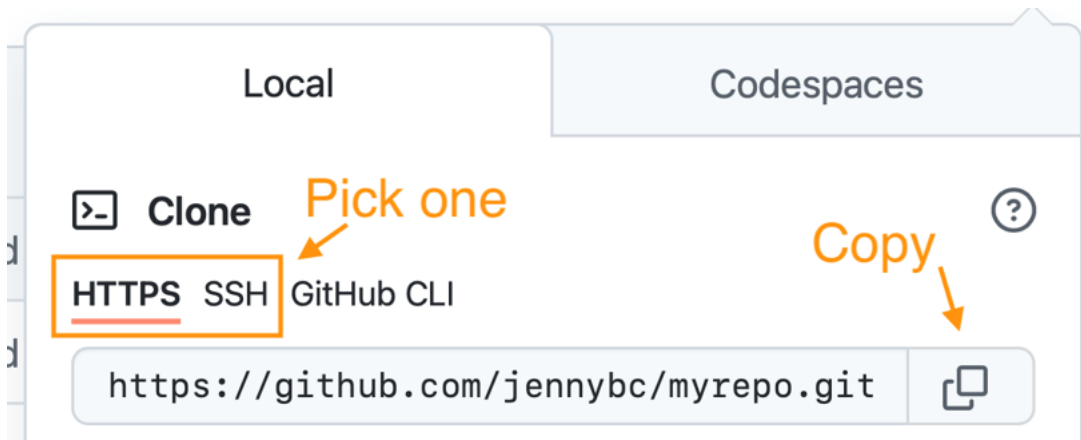 Local
Codespaces
Clone
Pick one
Copy
HTTPS SSH GitHub CLI
https://github.com/jennybc/myrepo.git
d
d